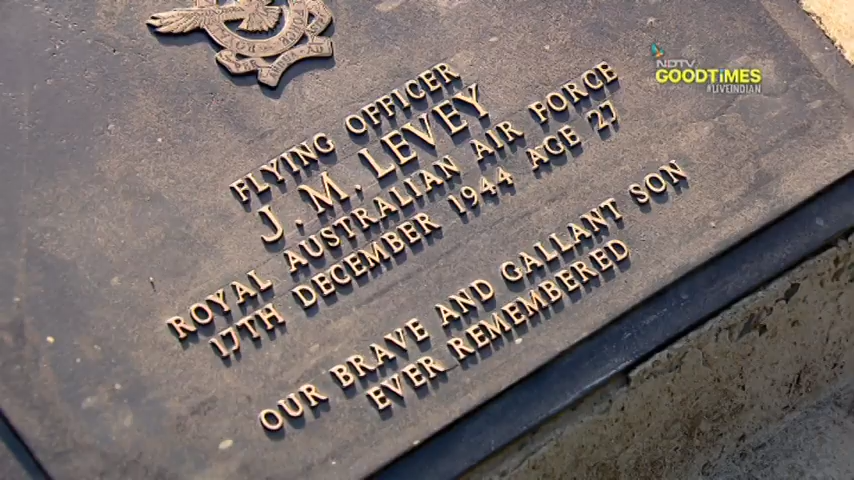 NDTV
GOODTiMES
#LIVEINDIAN
FLYING OFFICER
J. M. LEVEY
ROYAL AUSTRALIAN AIR FORCE
17TH DECEMBER 1944 AGE 27
OUR BRAVE AND GALLANT SON
EVER REMEMBERED